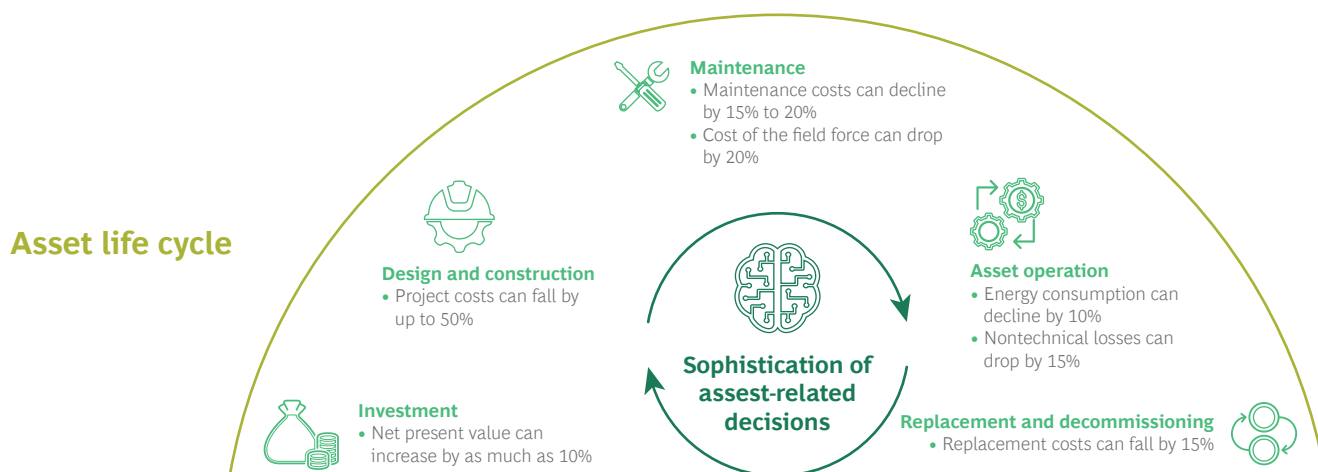 Asset life cycle
Maintenance
• Maintenance costs can decline
by 15% to 20%
• Cost of the field force can drop
by 20%
Design and construction
• Project costs can fall by
up to 50%
Asset operation
• Energy consumption can
decline by 10%
• Nontechnical losses can
drop by 15%
Sophistication of
assest-related
decisions
Investment
• Net present value can
increase by as much as 10%
Replacement and decommissioning
• Replacement costs can fall by 15%
$